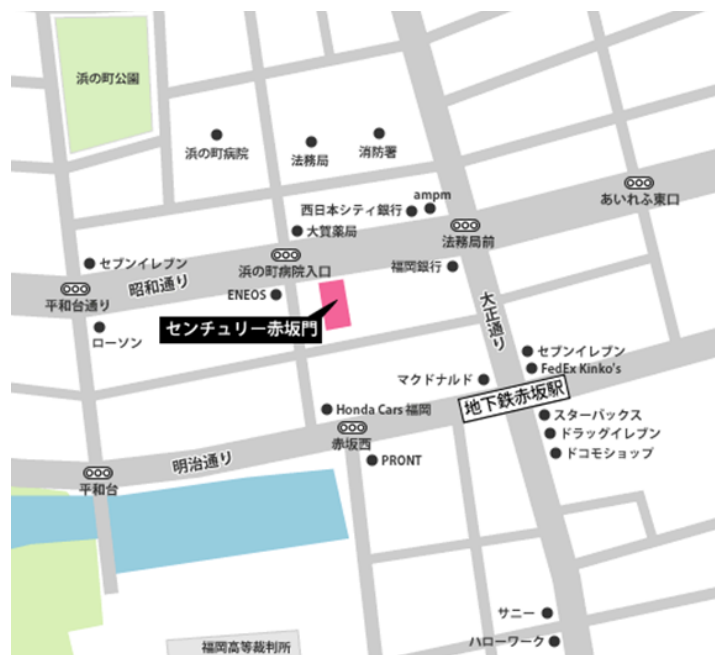 浜の町公園
浜の町病院
法務局
消防署
ampm
西日本シティ銀行
あいれふ東口
大賀薬局
法務局前
セブンイレブン
浜の町病院入口
福岡銀行
昭和通り
平和台通り
ENEOS
大正通り
センチュリー赤坂門
ローソン
セブンイレブン
FedEx Kinko's
マクドナルド
地下鉄赤坂駅
Honda Cars 福岡
スターバックス
ドラッグイレブン
赤坂西
ドコモショップ
明治通り
PRONT
平和台
サニー
ハローワーク
福岡高等裁判所